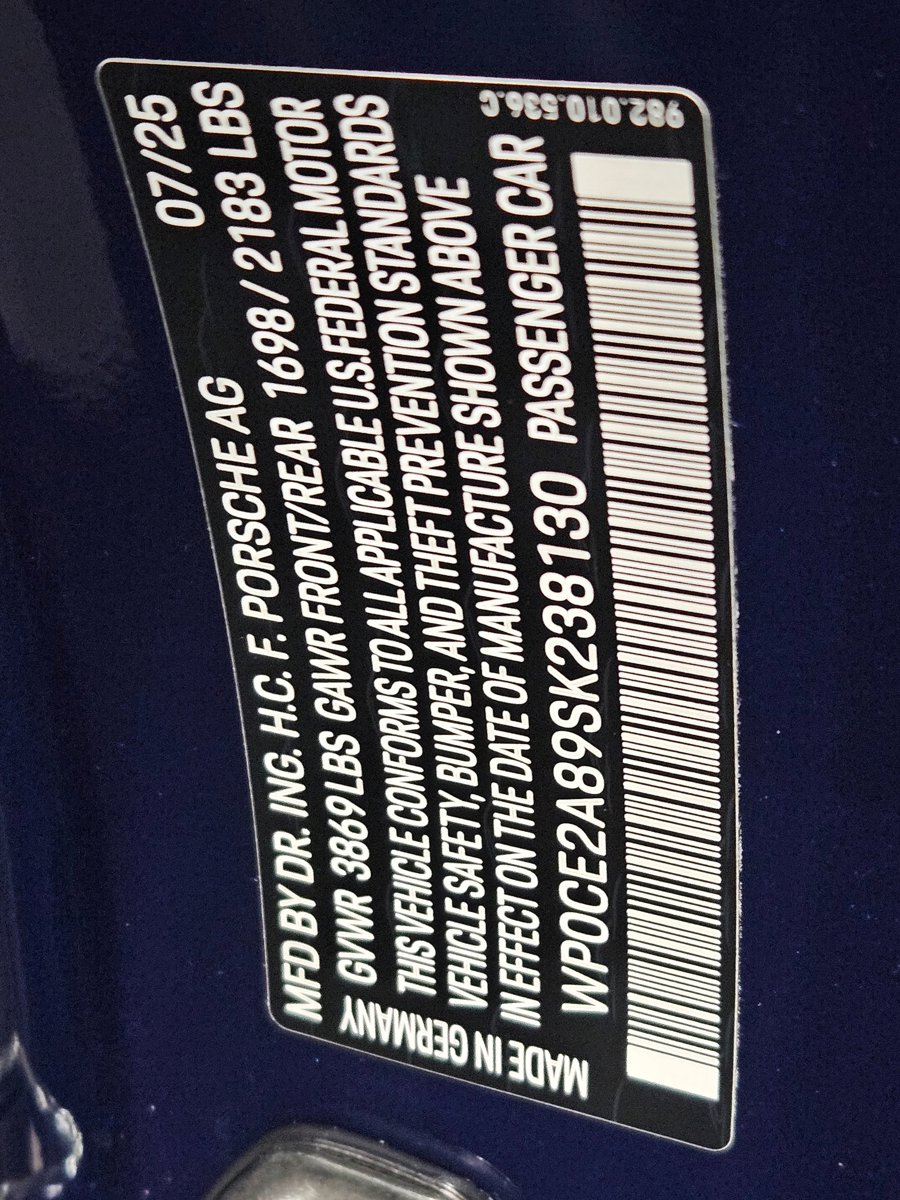 MFD BY DR. ING. H.C. F. PORSCHE AG 07/25
GVWR 3869 LBS GAWR FRONT/REAR 1698 / 2183 LBS
THIS VEHICLE CONFORMS TO ALL APPLICABLE U.S. FEDERAL MOTOR
VEHICLE SAFETY, BUMPER, AND THEFT PREVENTION STANDARDS
IN EFFECT ON THE DATE OF MANUFACTURE SHOWN ABOVE
WP0CE2A89SK238130 PASSENGER CAR
MADE IN GERMANY
982.010.536.C